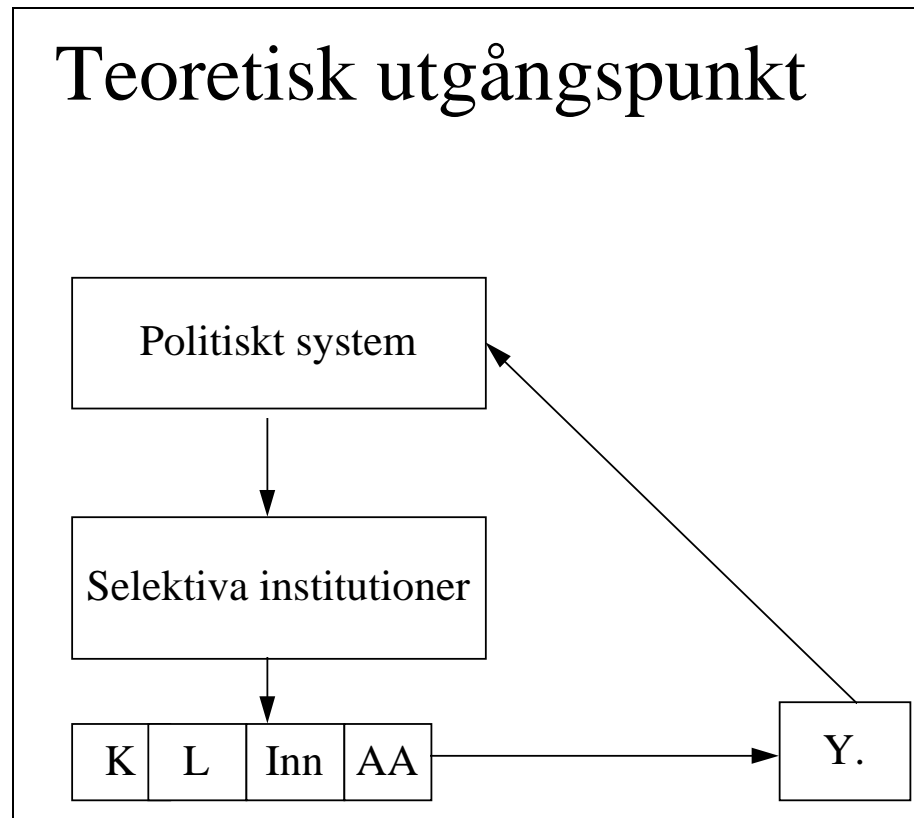 Teoretisk utgångspunkt
Politiskt system
Selektiva institutioner
K L Inn AA
Y.